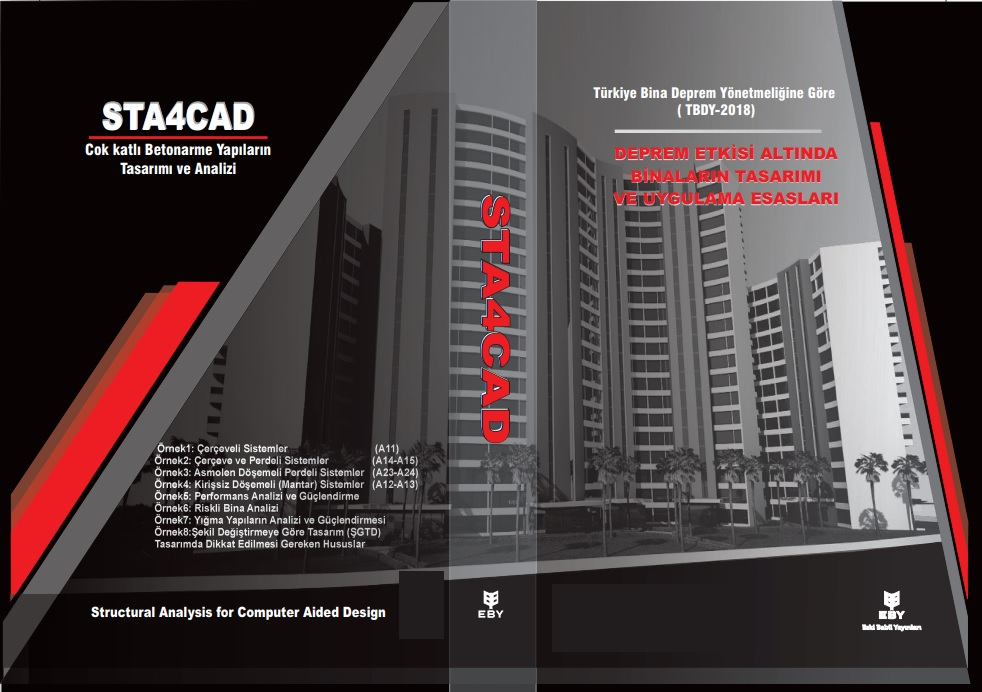 STA4CAD
Çok katlı Betonarme Yapıların
Tasarımı ve Analizi
Örnek1: Çerçeveli Sistemler (A11)
Örnek2: Çerçeve ve Perdeli Sistemler (A14-A15)
Örnek3: Asmolen Döşemeli Perdeli Sistemler (A23-A24)
Örnek4: Kirişsiz Döşemeli (Mantar) Sistemler (A12-A13)
Örnek5: Performans Analizi ve Güçlendirme
Örnek6: Riskli Bina Analizi
Örnek7: Yığma Yapıların Analizi ve Güçlendirmesi
Örnek8:Şekil Değiştirmeye Göre Tasarım (ŞGTD)
Tasarımda Dikkat Edilmesi Gereken Hususlar
Structural Analysis for Computer Aided Design
STA4CAD
EBY
Türkiye Bina Deprem Yönetmeliğine Göre
( TBDY-2018)
DEPREM ETKİSİ ALTINDA
BİNALARIN TASARIMI
VE UYGULAMA ESASLARI
EBY
Eski Babil Yayınları